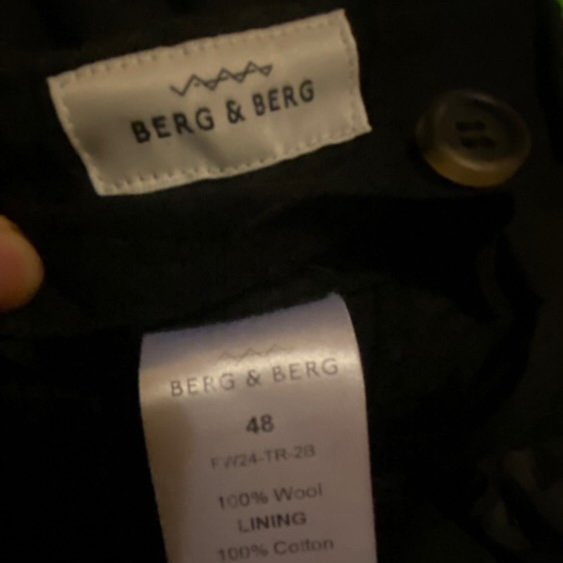 BERG & BERG
BERG & BERG
48
FW24-TR-2B
100% Wool
LINING
100% Cotton